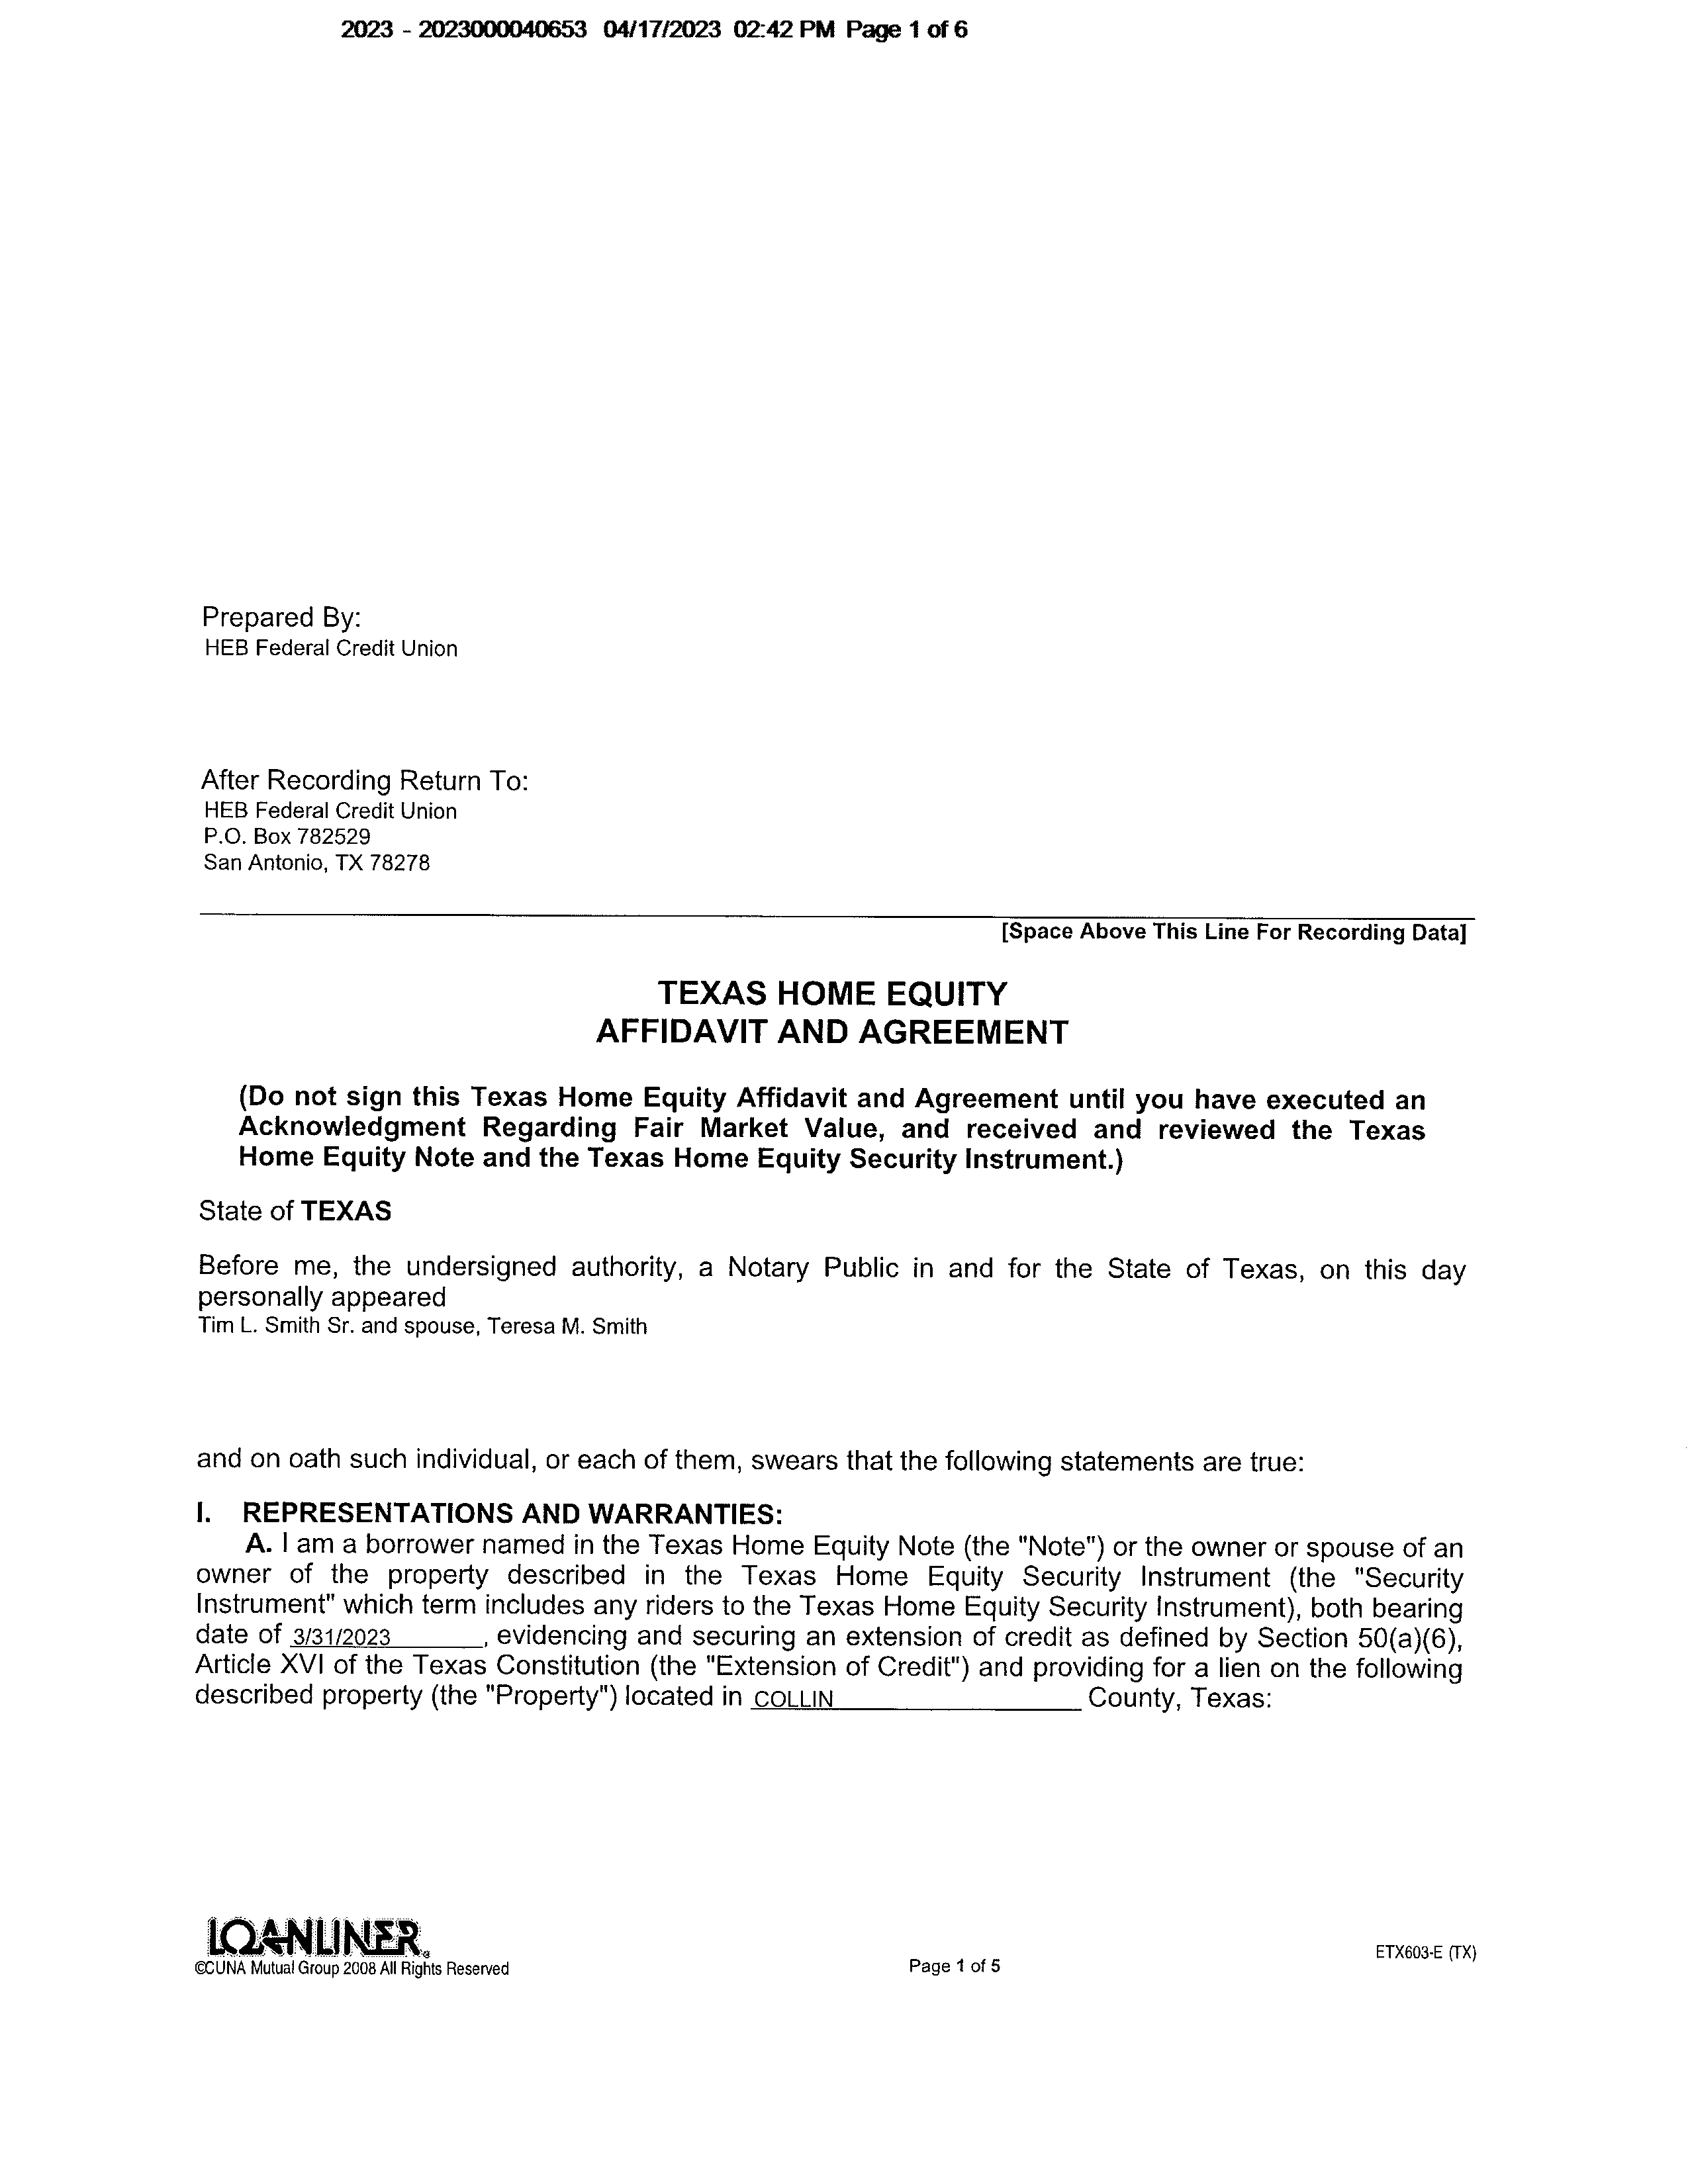 2023 - 2023000040653 04/17/2023 02:42 PM Page 1 of 6
Prepared By:
HEB Federal Credit Union
After Recording Return To:
HEB Federal Credit Union
P.O. Box 782529
San Antonio, TX 78278
[Space Above This Line For Recording Data]
TEXAS HOME EQUITY
AFFIDAVIT AND AGREEMENT
(Do not sign this Texas Home Equity Affidavit and Agreement until you have executed an
Acknowledgment Regarding Fair Market Value, and received and reviewed the Texas
Home Equity Note and the Texas Home Equity Security Instrument.)
State of TEXAS
Before me, the undersigned authority, a Notary Public in and for the State of Texas, on this day
personally appeared
Tim L. Smith Sr. and spouse, Teresa M. Smith
and on oath such individual, or each of them, swears that the following statements are true:
I. REPRESENTATIONS AND WARRANTIES:
A. I am a borrower named in the Texas Home Equity Note (the "Note") or the owner or spouse of an
owner of the property described in the Texas Home Equity Security Instrument (the "Security
Instrument" which term includes any riders to the Texas Home Equity Security Instrument), both bearing
date of 3/31/2023, evidencing and securing an extension of credit as defined by Section 50(a)(6),
Article XVI of the Texas Constitution (the "Extension of Credit") and providing for a lien on the following
described property (the "Property") located in COLLIN County, Texas:
LOANLINER®
©CUNA Mutual Group 2008 All Rights Reserved
Page 1 of 5
ETX603-E (TX)